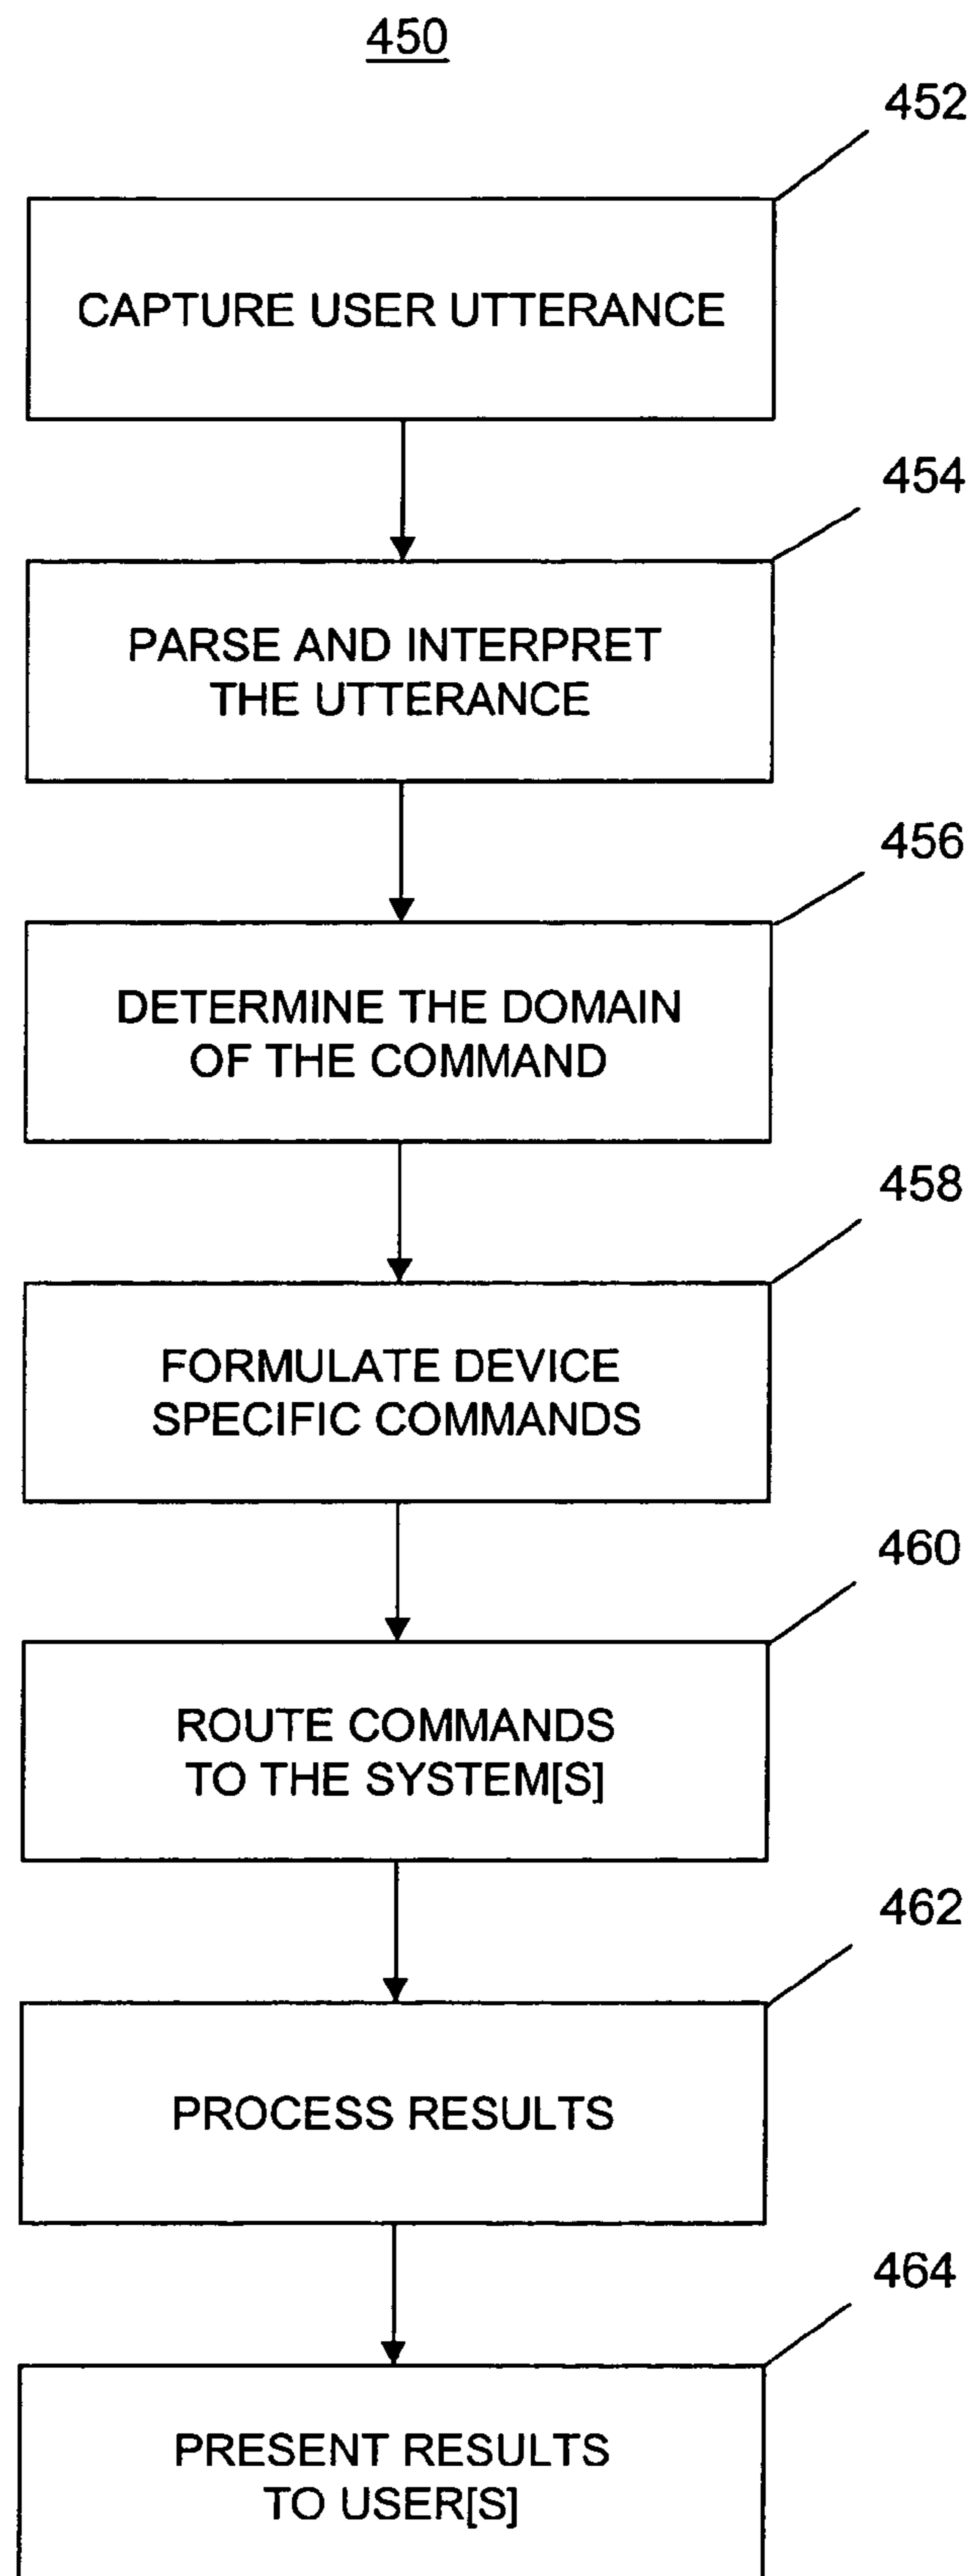 450
452
CAPTURE USER UTTERANCE
454
PARSE AND INTERPRET
THE UTTERANCE
456
DETERMINE THE DOMAIN
OF THE COMMAND
458
FORMULATE DEVICE
SPECIFIC COMMANDS
460
ROUTE COMMANDS
TO THE SYSTEM[S]
462
PROCESS RESULTS
464
PRESENT RESULTS
TO USER[S]